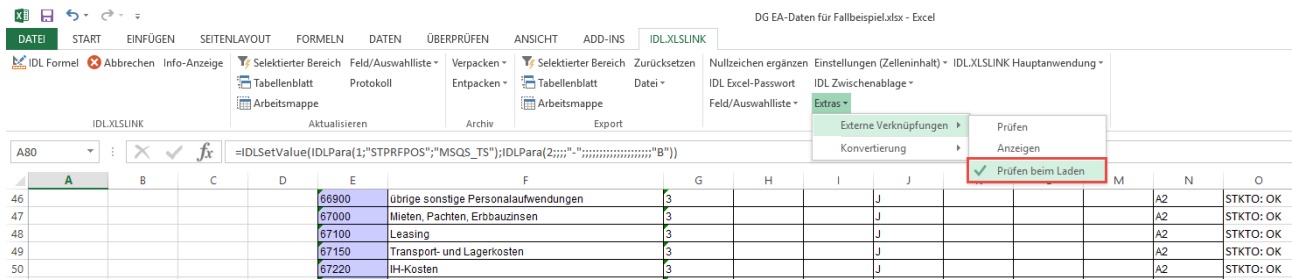 DG EA-Daten für Fallbeispiel.xlsx - Excel
DATEI START EINFÜGEN SEITENLAYOUT FORMELN DATEN ÜBERPRÜFEN ANSICHT ADD-INS IDL.XLSLINK
IDL Formel Abbrechen Info-Anzeige Selektierter Bereich Feld/Auswahlliste Verpacken Selektierter Bereich Zurücksetzen Nullzeichen ergänzen Einstellungen (Zelleninhalt) IDL.XLSLINK Hauptanwendung
Tabellenblatt Protokoll Entpacken Tabellenblatt Datei IDL Excel-Passwort IDL Zwischenablage
Arbeitsmappe Arbeitsmappe Feld/Auswahlliste Extras
IDL.XLSLINK Aktualisieren Archiv Export Externe Verknüpfungen Prüfen
Konvertierung Anzeigen
Prüfen beim Laden
A80 fx =IDLSetValue(IDLPara(1;"STPRFPOS";"MSQS_TS");IDLPara(2;;;;"-";;;;;;;;;;;;;;;;;;;;"B"))
A B C D E F G H I J M N O
46 66900 übrige sonstige Personalaufwendungen 3 J A2 STKTO: OK
47 67000 Mieten, Pachten, Erbbauzinsen 3 J A2 STKTO: OK
48 67100 Leasing 3 J A2 STKTO: OK
49 67150 Transport- und Lagerkosten 3 J A2 STKTO: OK
50 67220 IH-Kosten 3 J A2 STKTO: OK